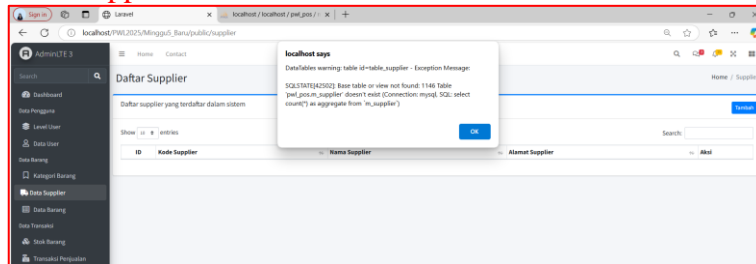 Sign in
Laravel
localhost / localhost / pwl_pos /
localhost/PWL2025/Minggu5_Baru/public/supplier
AdminLTE 3
Home Contact
Search
Daftar Supplier
Home / Supplie
Dashboard
Data Pengguna
Level User
Data User
Data Barang
Kategori Barang
Data Supplier
Data Barang
Data Transaksi
Stok Barang
Transaksi Penjualan
Daftar supplier yang terdaftar dalam sistem
Tambah
Show 10 entries
Search:
ID Kode Supplier Nama Supplier Alamat Supplier Aksi
localhost says
DataTables warning: table id=table_supplier - Exception Message:
SQLSTATE[42S02]: Base table or view not found: 1146 Table
'pwl_pos.m_supplier' doesn't exist (Connection: mysql, SQL: select
count(*) as aggregate from `m_supplier`)
OK